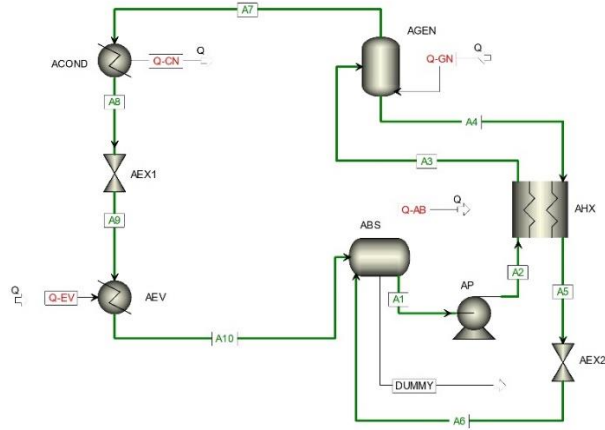 A7
AGEN
ACOND
Q-CN
Q
Q-GN
Q
A8
A4
A3
AEX1
A9
Q-AB
Q
AHX
ABS
Q
Q-EV
AEV
A1
AP
A2
A5
A10
AEX2
DUMMY
A6